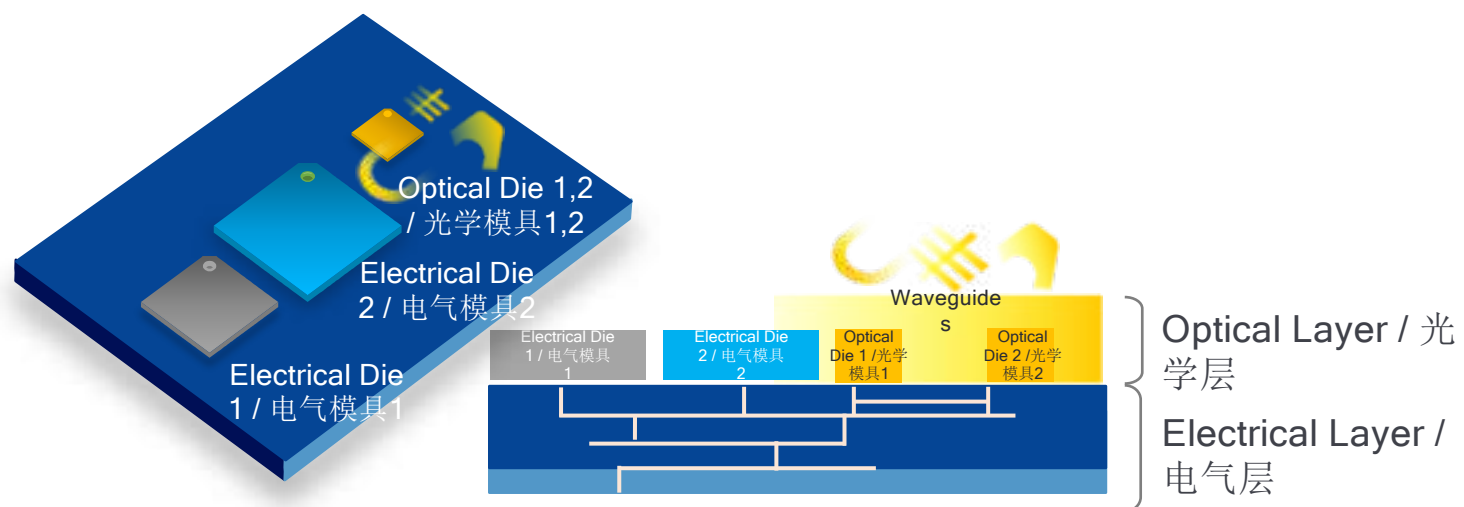 Optical Die 1,2
/ 光学模具1,2
Electrical Die
2 / 电气模具2
Electrical Die
1 / 电气模具1
Waveguide
s
Electrical Die
1 / 电气模具
1
Electrical Die
2 / 电气模具
2
Optical
Die 1 /光学
模具1
Optical
Die 2 /光学
模具2
Optical Layer / 光
学层
Electrical Layer /
电气层